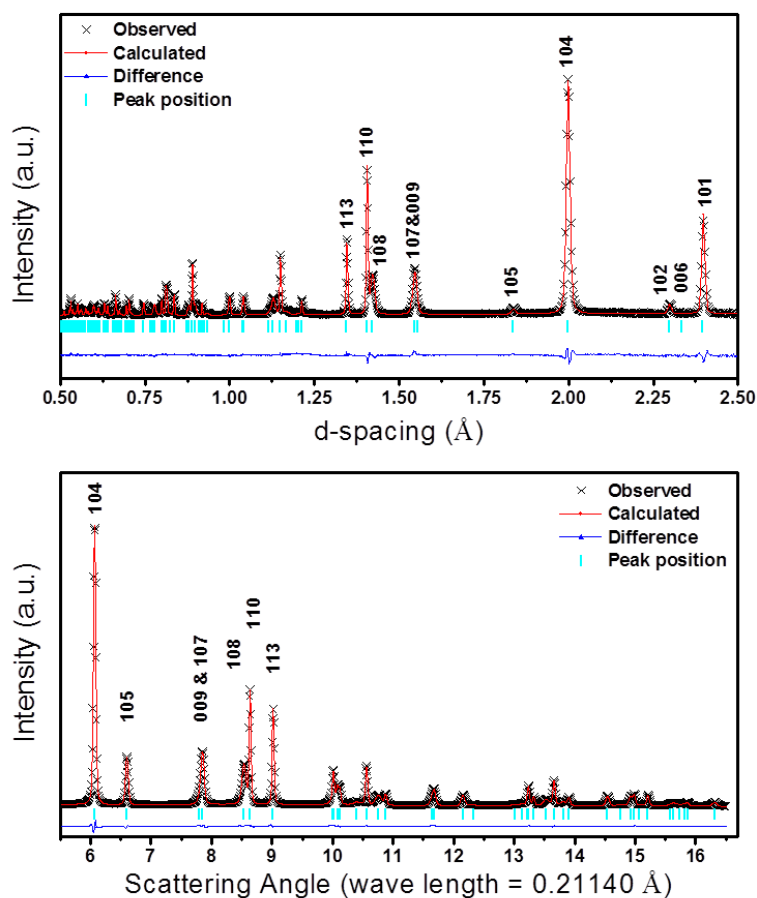 Observed
Calculated
Difference
Peak position
104
110
113
108
107&009
105
102
006
101
Intensity (a.u.)
0.50 0.75 1.00 1.25 1.50 1.75 2.00 2.25 2.50
d-spacing (Å)
Observed
Calculated
Difference
Peak position
104
105
009 & 107
108
110
113
Intensity (a.u.)
6 7 8 9 10 11 12 13 14 15 16
Scattering Angle (wave length = 0.21140 Å)